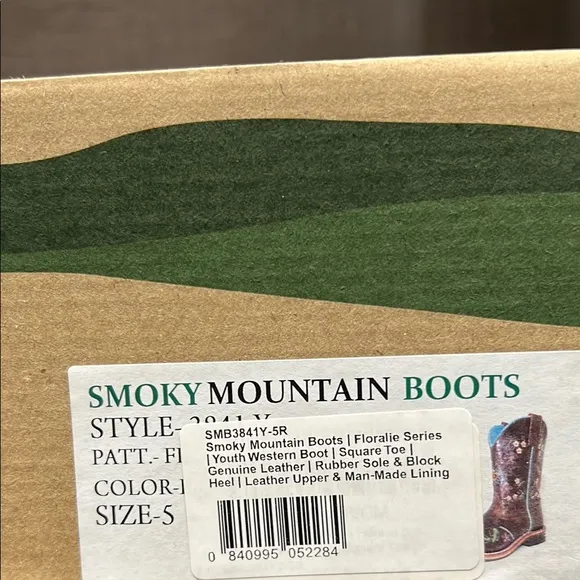 SMOKY MOUNTAIN BOOTS
STYLE-3841Y
PATT.-
COLOR-
SIZE-5
SMB3841Y-5R
Smoky Mountain Boots | Floralie Series
| Youth Western Boot | Square Toe |
Genuine Leather | Rubber Sole & Block
Heel | Leather Upper & Man-Made Lining
0 840995 052284